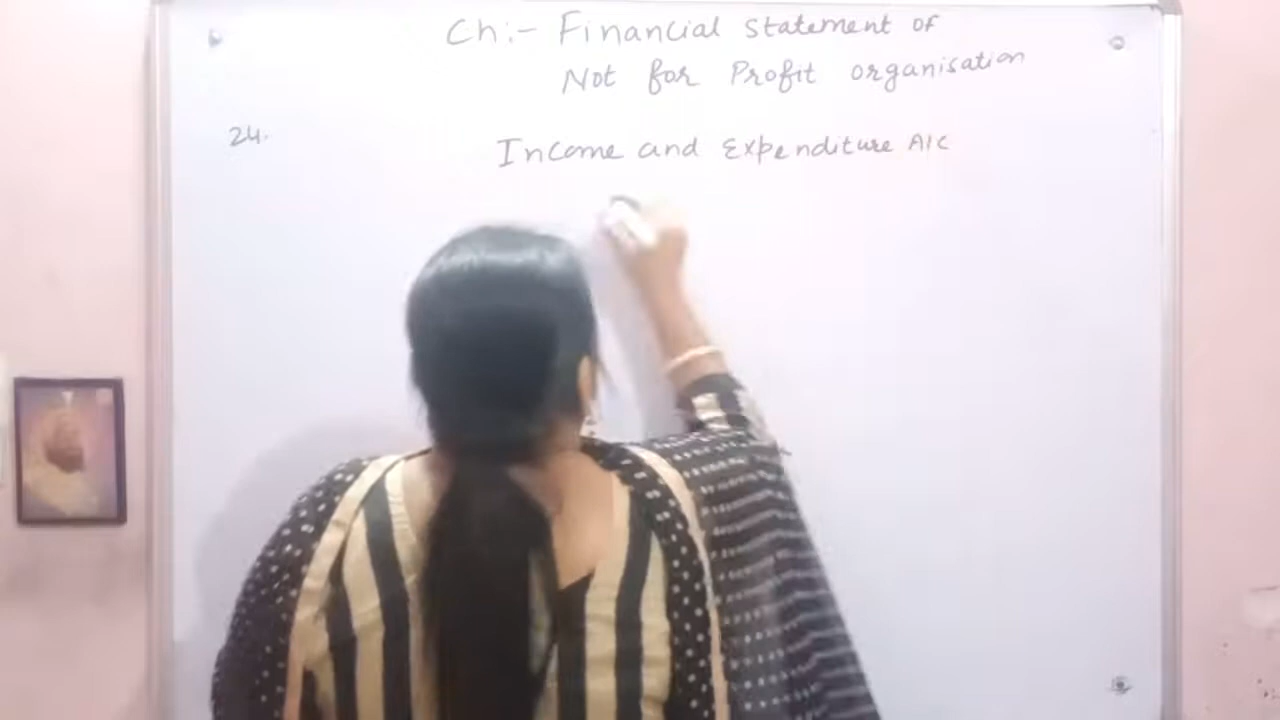 Ch:- Financial Statement of
Not for Profit organisation
24.
Income and Expenditure A/C